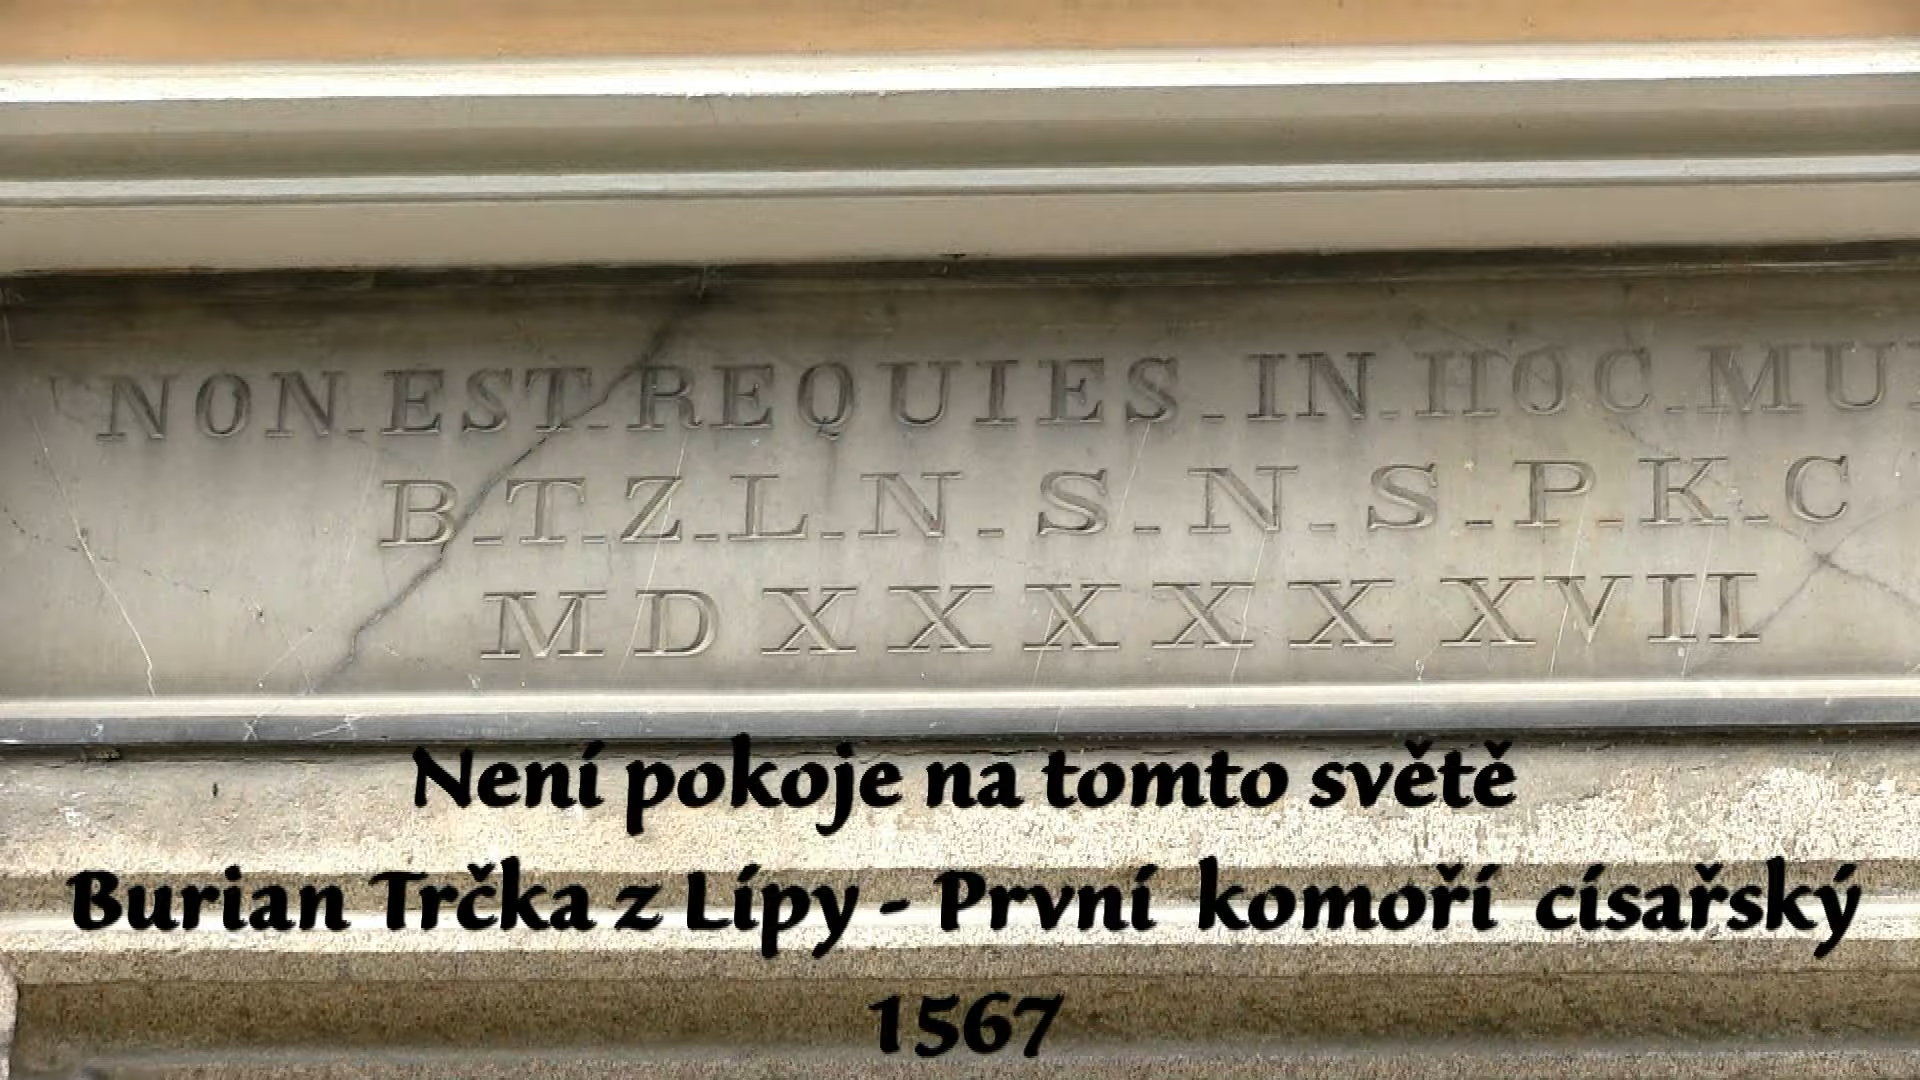 NON EST REQUIES IN HOC MU
B T Z L N S N S P K C
MDXXXXXXVII
Není pokoje na tomto světě
Burian Trčka z Lípy - První komoří císařský
1567